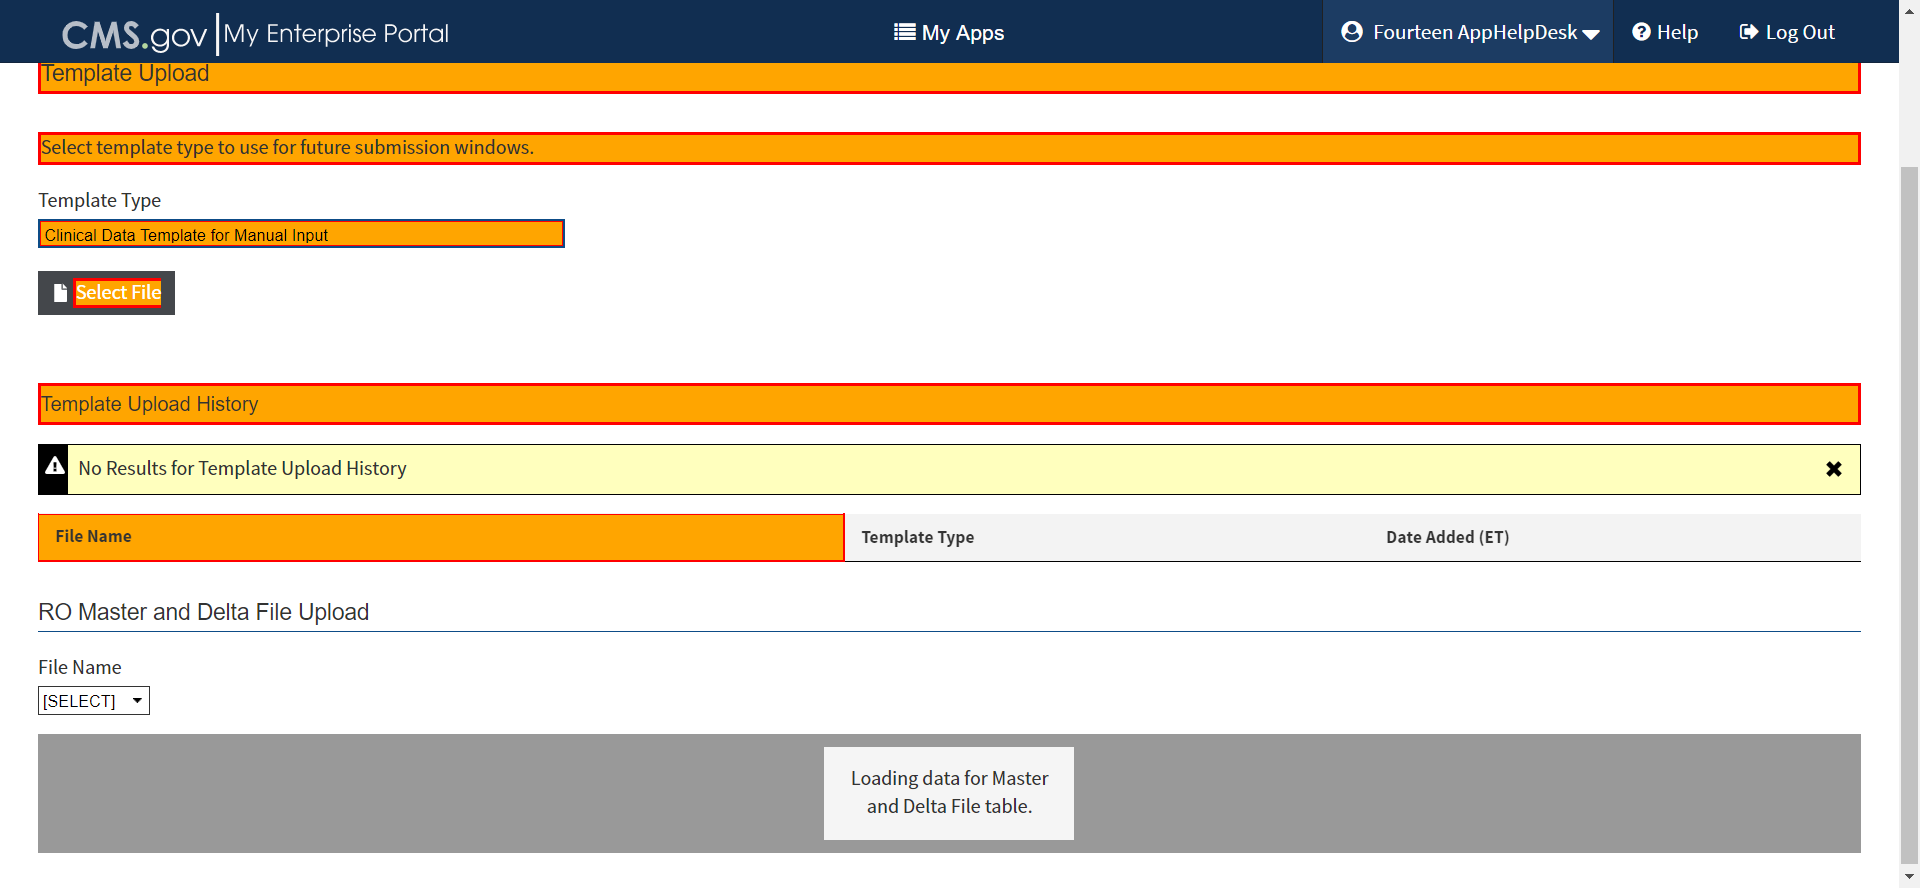 CMS.gov My Enterprise Portal
My Apps
Fourteen AppHelpDesk
Help
Log Out
Template Upload
Select template type to use for future submission windows.
Template Type
Clinical Data Template for Manual Input
Select File
Template Upload History
No Results for Template Upload History
File Name
Template Type
Date Added (ET)
RO Master and Delta File Upload
File Name
[SELECT]
Loading data for Master
and Delta File table.